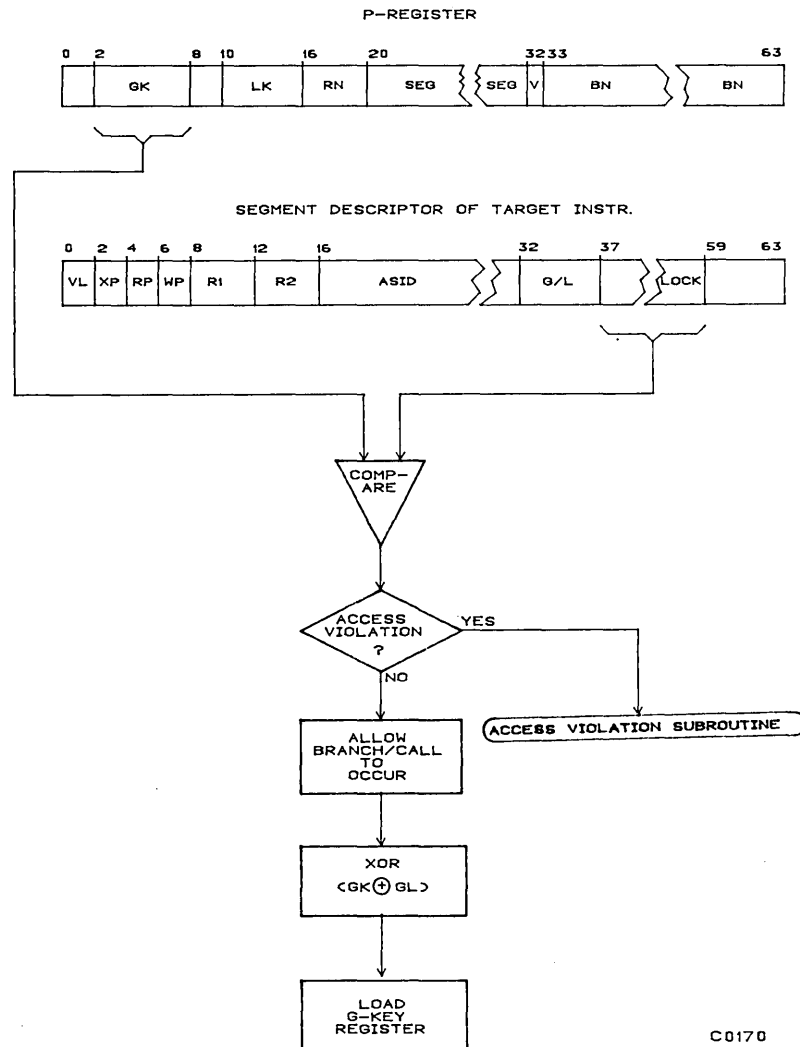 P-REGISTER
0 2 8 10 16 20 3233 63
GK LK RN SEG SEG V BN BN
SEGMENT DESCRIPTOR OF TARGET INSTR.
0 2 4 6 8 12 16 32 37 59 63
VL XP RP WP R1 R2 ASID G/L LOCK
COMP-
ARE
ACCESS
VIOLATION
?
YES
NO
ACCESS VIOLATION SUBROUTINE
ALLOW
BRANCH/CALL
TO
OCCUR
XOR
(GK⊕GL)
LOAD
G-KEY
REGISTER
C0170